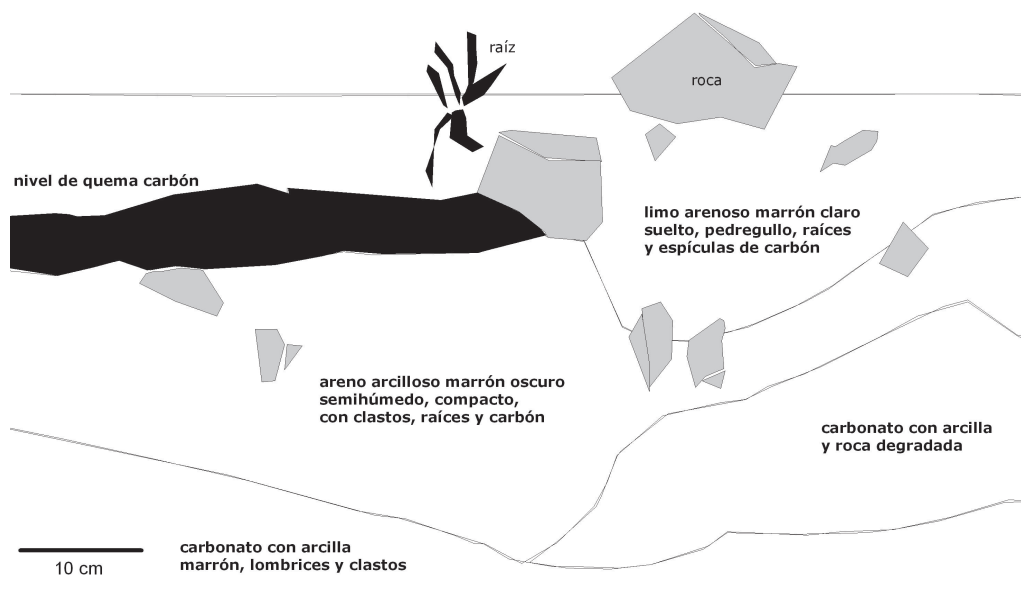 raíz
roca
nivel de quema carbón
limo arenoso marrón claro
suelto, pedregullo, raíces
y espículas de carbón
areno arcilloso marrón oscuro
semihúmedo, compacto,
con clastos, raíces y carbón
carbonato con arcilla
y roca degradada
carbonato con arcilla
marrón, lombrices y clastos
10 cm